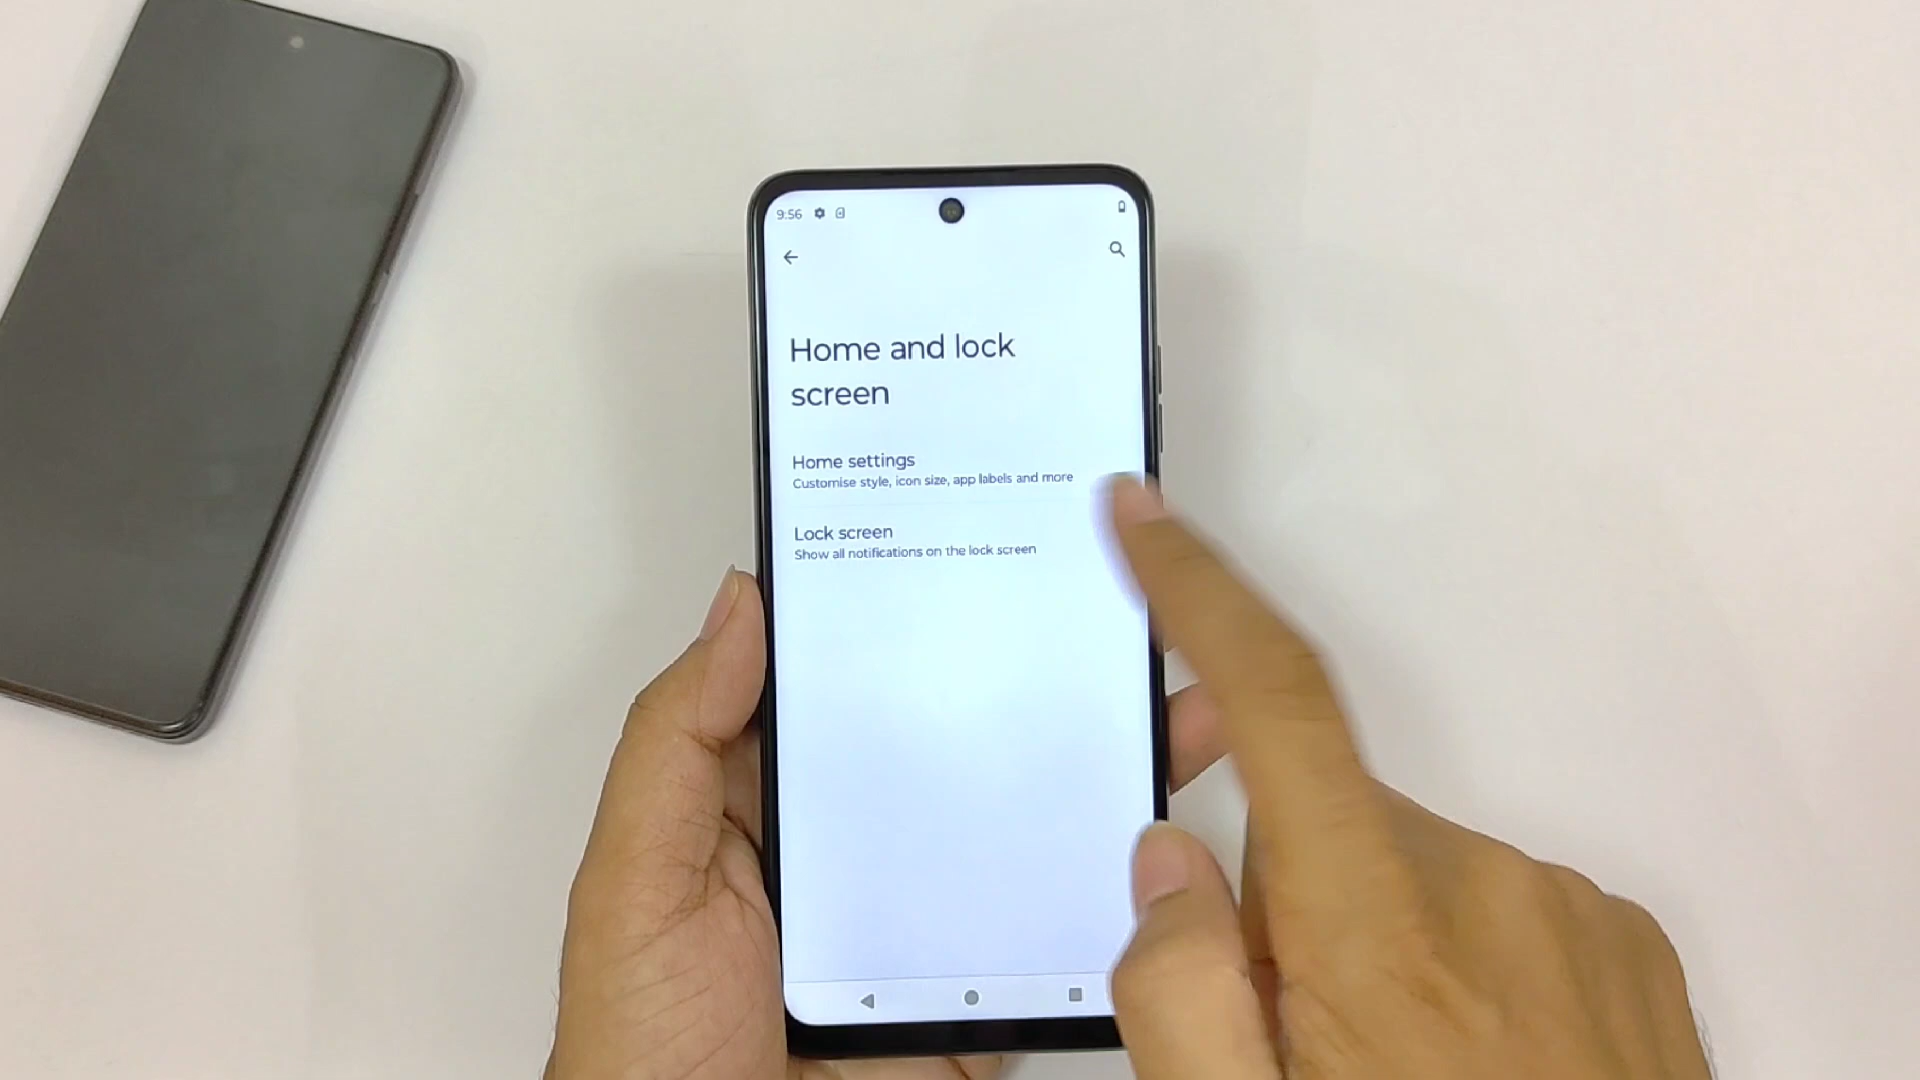 9:56
Home and lock
screen
Home settings
Customise style, icon size, app labels and more
Lock screen
Show all notifications on the lock screen